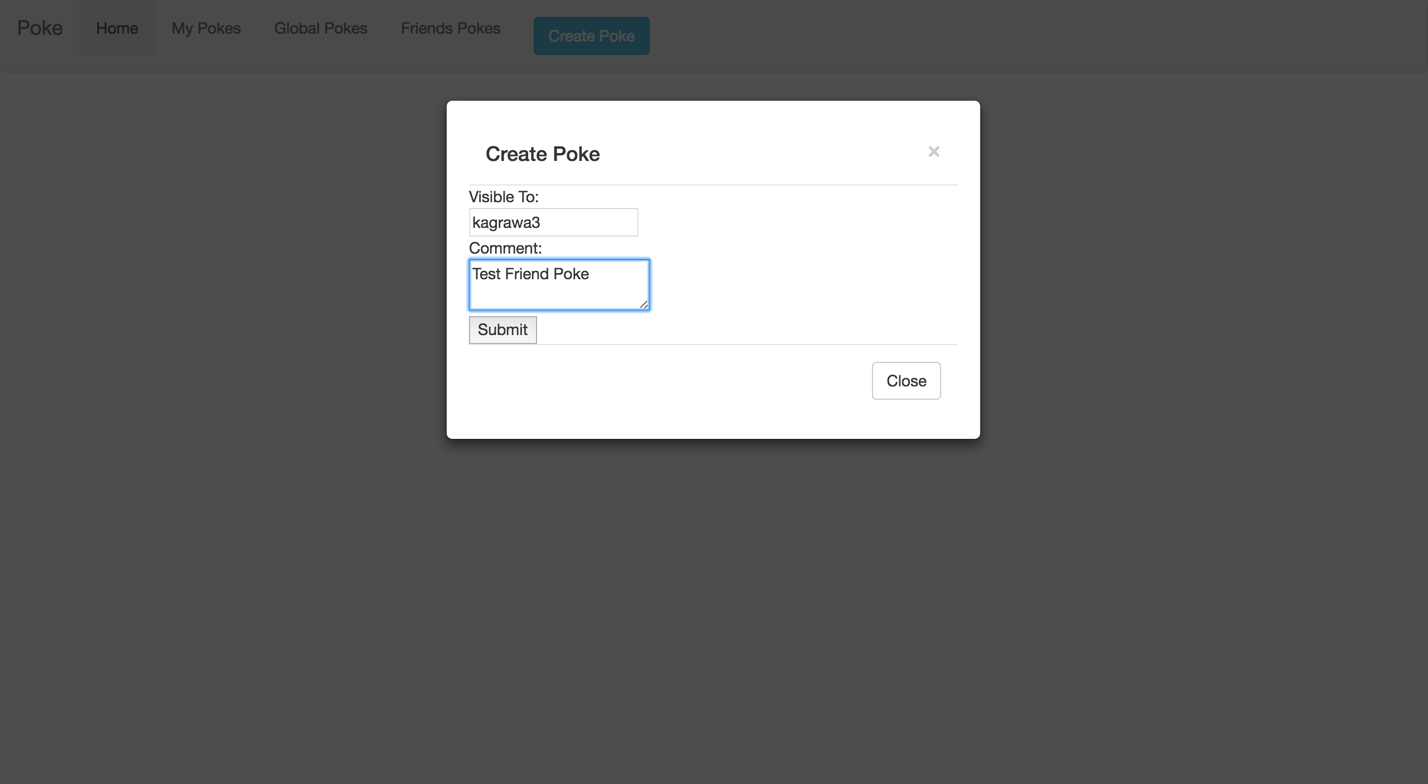 Poke Home My Pokes Global Pokes Friends Pokes Create Poke
Create Poke ×
Visible To:
kagrawa3
Comment:
Test Friend Poke
Submit
Close